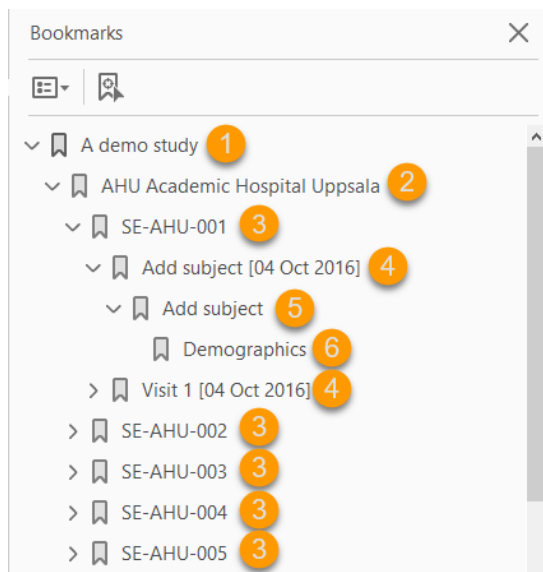 Bookmarks
A demo study 1
AHU Academic Hospital Uppsala 2
SE-AHU-001 3
Add subject [04 Oct 2016] 4
Add subject 5
Demographics 6
Visit 1 [04 Oct 2016] 4
SE-AHU-002 3
SE-AHU-003 3
SE-AHU-004 3
SE-AHU-005 3